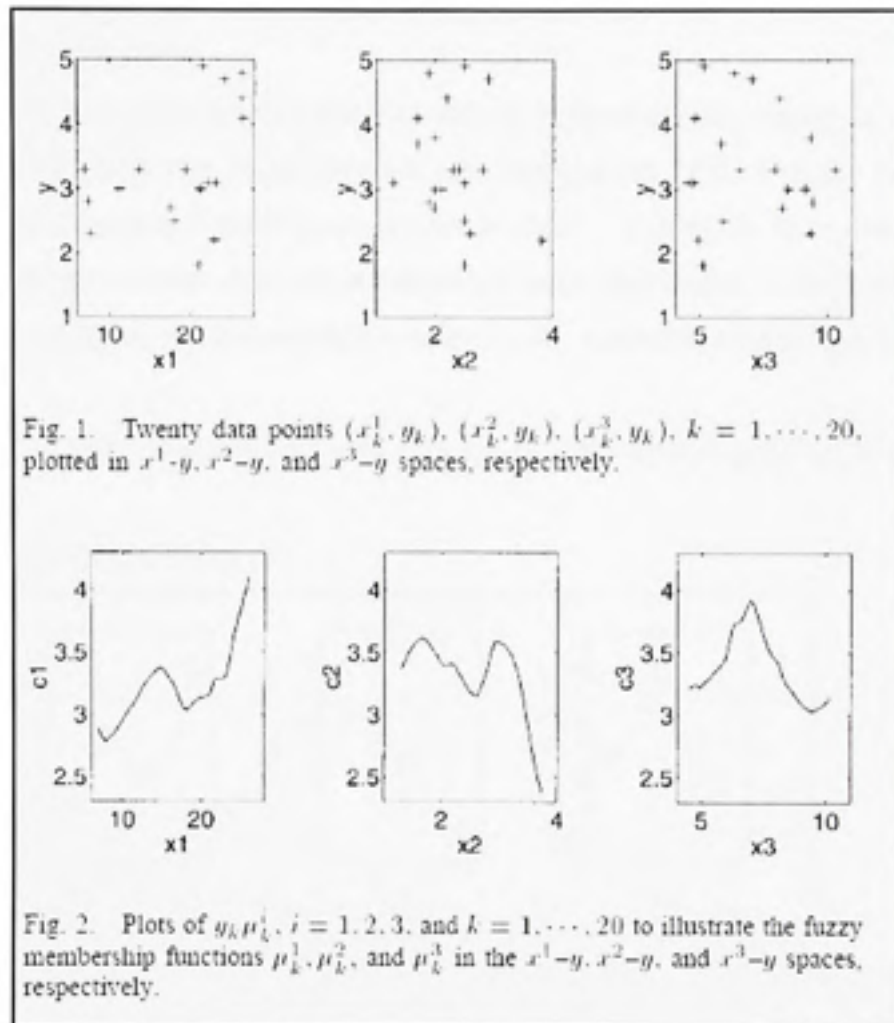 5
5
5
4
4
4
y
3
y
3
y
3
2
2
2
1
1
1
10
20
2
4
5
10
x1
x2
x3
Fig. 1. Twenty data points (x¹ₖ, yₖ), (x²ₖ, yₖ), (x³ₖ, yₖ), k = 1, ⋯, 20,
plotted in x¹-y, x²-y, and x³-y spaces, respectively.
4
4
4
c1
3.5
c2
3.5
c3
3.5
3
3
3
2.5
2.5
2.5
10
20
2
4
5
10
x1
x2
x3
Fig. 2. Plots of yₖμⁱₖ, i = 1, 2, 3, and k = 1, ⋯, 20 to illustrate the fuzzy
membership functions μ¹ₖ, μ²ₖ, and μ³ₖ in the x¹-y, x²-y, and x³-y spaces,
respectively.